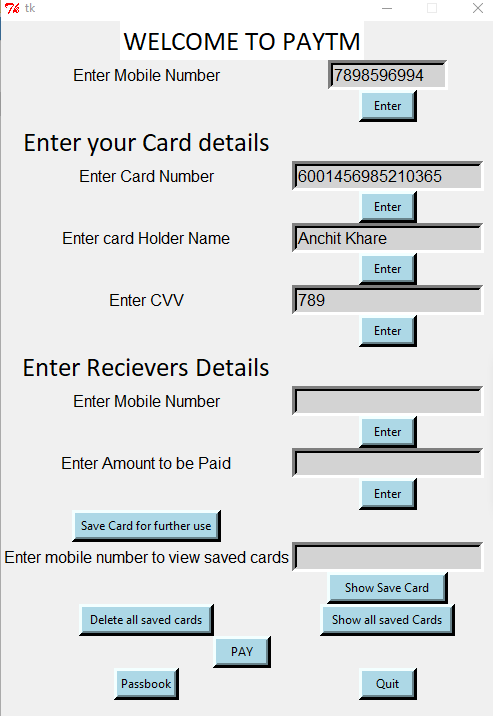 tk
WELCOME TO PAYTM
Enter Mobile Number 7898596994
Enter
Enter your Card details
Enter Card Number 6001456985210365
Enter
Enter card Holder Name Anchit Khare
Enter
Enter CVV 789
Enter
Enter Recievers Details
Enter Mobile Number
Enter
Enter Amount to be Paid
Enter
Save Card for further use
Enter mobile number to view saved cards
Show Save Card
Delete all saved cards Show all saved Cards
PAY
Passbook Quit